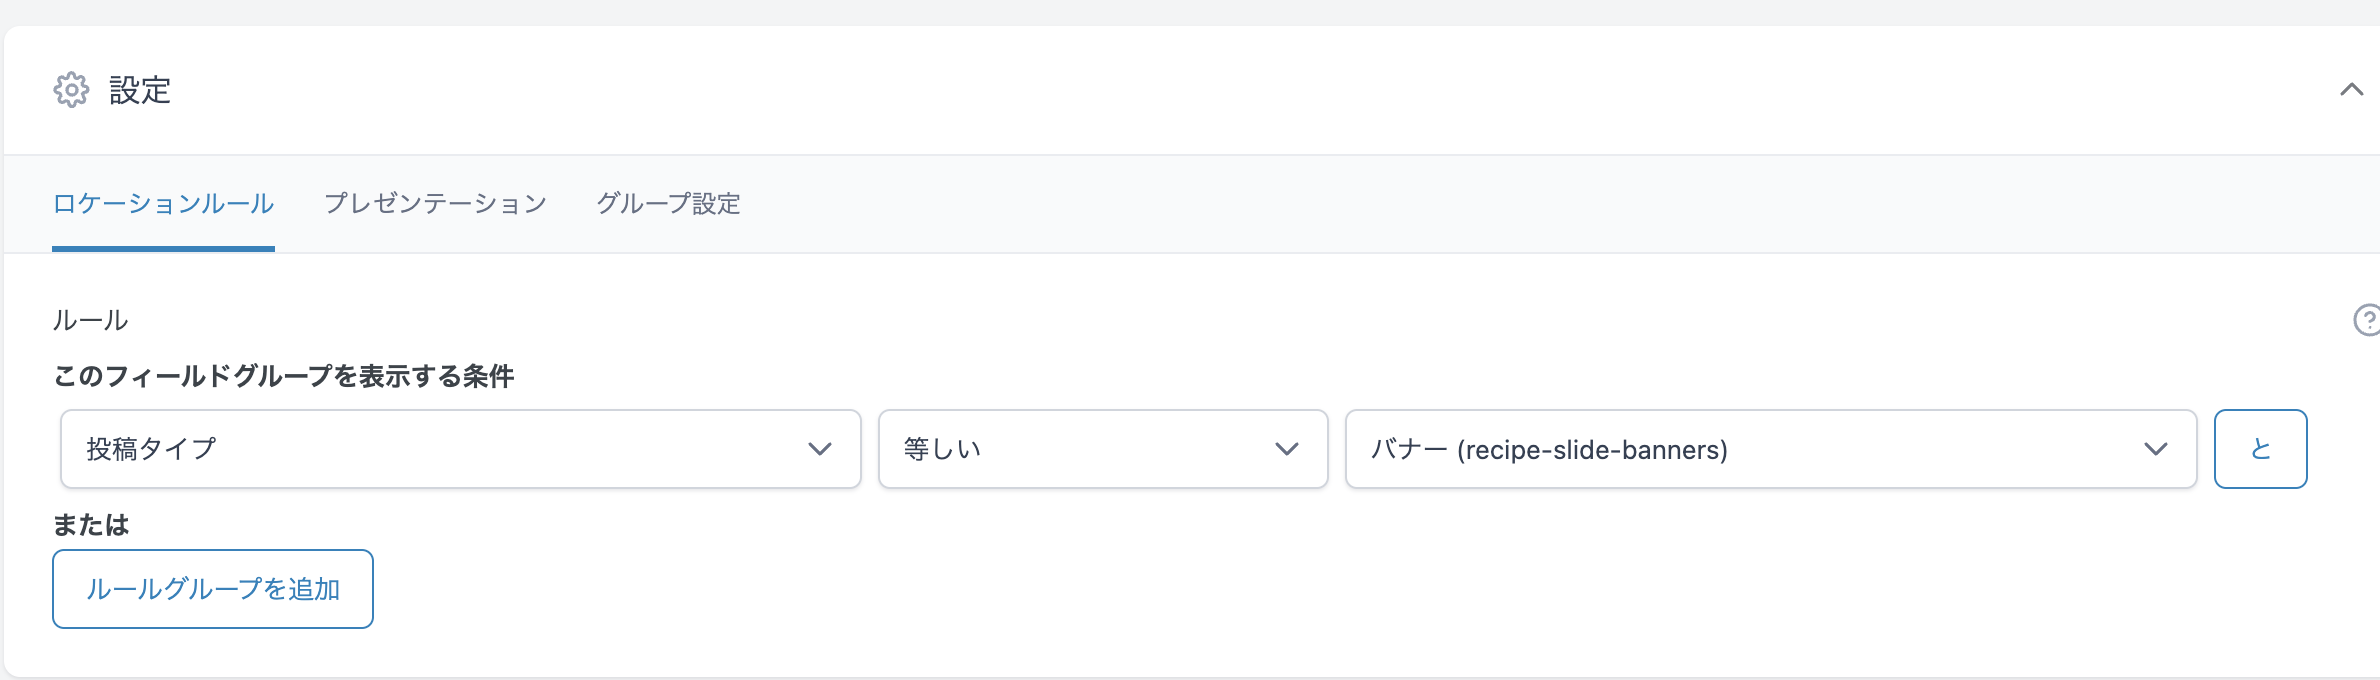 設定
ロケーションルール プレゼンテーション グループ設定
ルール
このフィールドグループを表示する条件
投稿タイプ 等しい バナー (recipe-slide-banners) と
または
ルールグループを追加